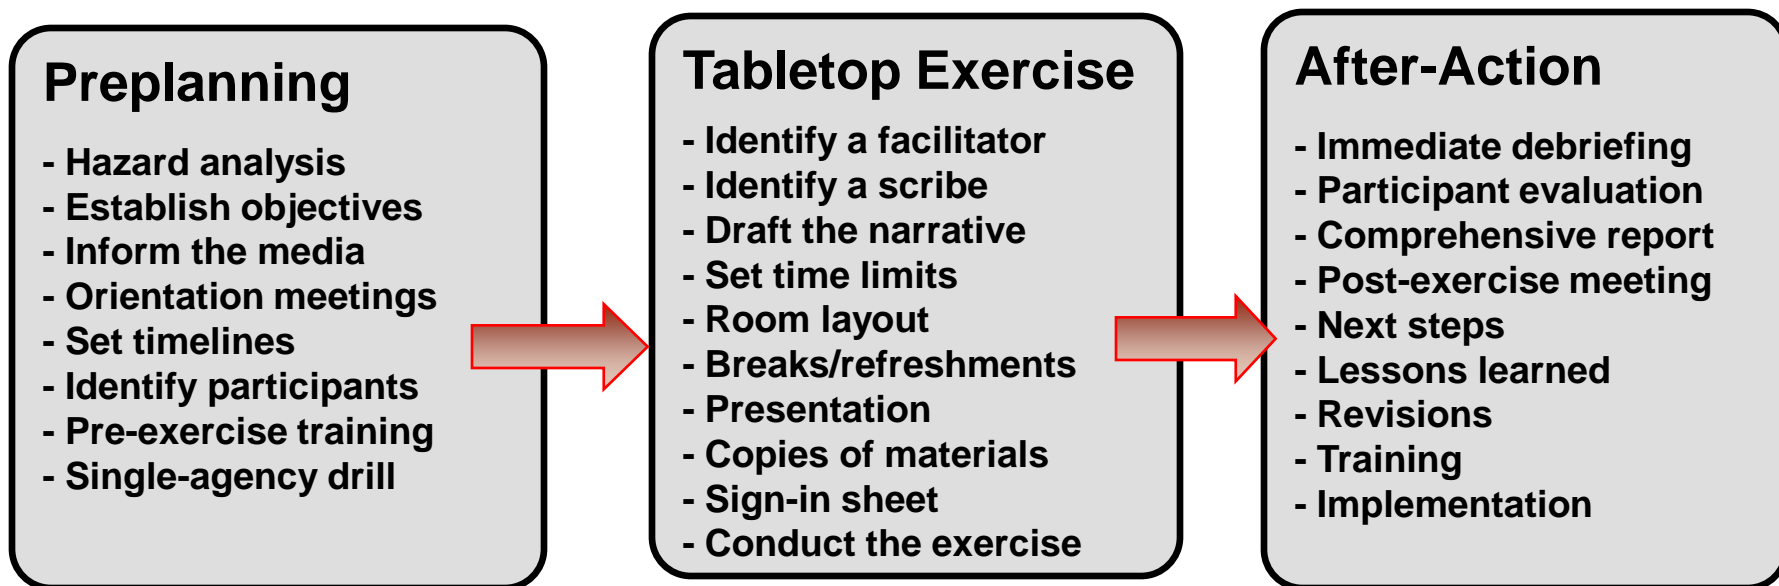 Preplanning
- Hazard analysis
- Establish objectives
- Inform the media
- Orientation meetings
- Set timelines
- Identify participants
- Pre-exercise training
- Single-agency drill
Tabletop Exercise
- Identify a facilitator
- Identify a scribe
- Draft the narrative
- Set time limits
- Room layout
- Breaks/refreshments
- Presentation
- Copies of materials
- Sign-in sheet
- Conduct the exercise
After-Action
- Immediate debriefing
- Participant evaluation
- Comprehensive report
- Post-exercise meeting
- Next steps
- Lessons learned
- Revisions
- Training
- Implementation